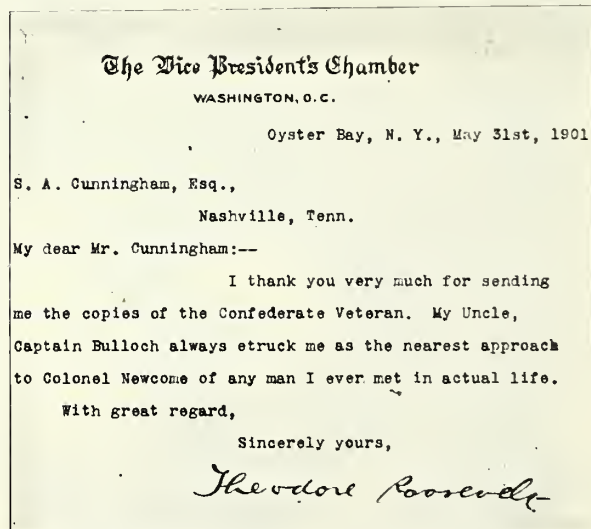 The Vice President's Chamber
WASHINGTON, D.C.
Oyster Bay, N. Y., May 31st, 1901
S. A. Cunningham, Esq.,
Nashville, Tenn.
My dear Mr. Cunningham:--
I thank you very much for sending
me the copies of the Confederate Veteran. My Uncle,
Captain Bulloch always struck me as the nearest approach
to Colonel Newcome of any man I ever met in actual life.
With great regard,
Sincerely yours,
Theodore Roosevelt